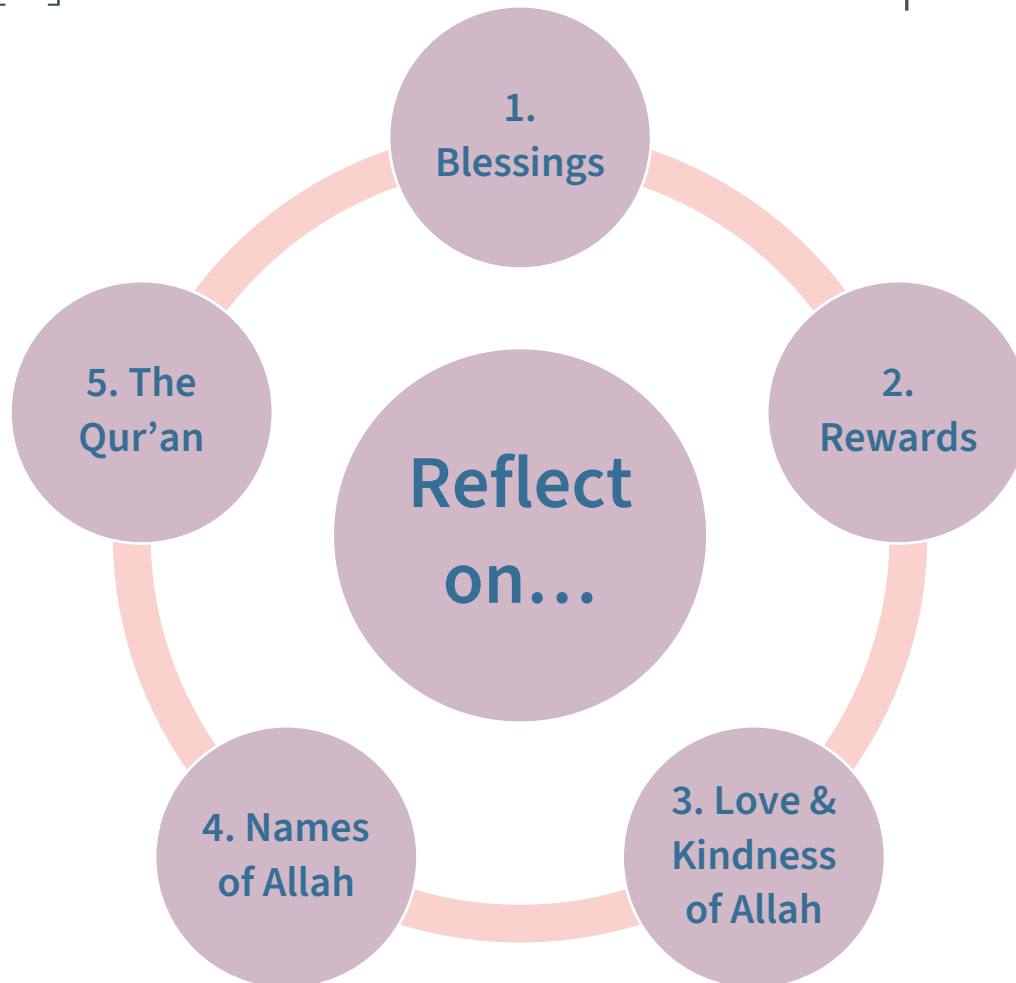 Reflect
on…
1.
Blessings
2.
Rewards
3. Love &
Kindness
of Allah
4. Names
of Allah
5. The
Qur’an